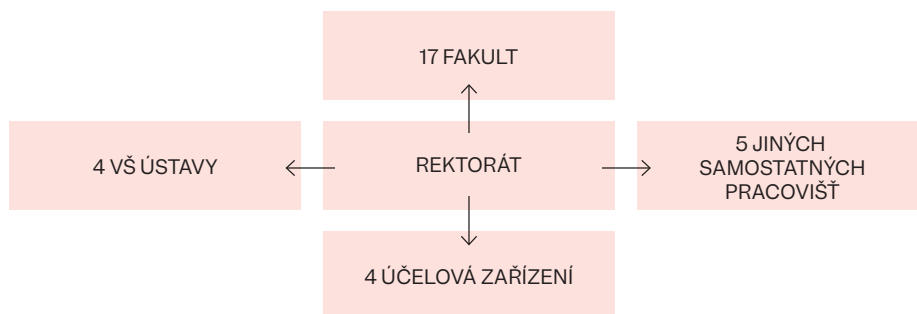 17 FAKULT
4 VŠ ÚSTAVY
REKTORÁT
5 JINÝCH
SAMOSTATNÝCH
PRACOVIŠŤ
4 ÚČELOVÁ ZAŘÍZENÍ